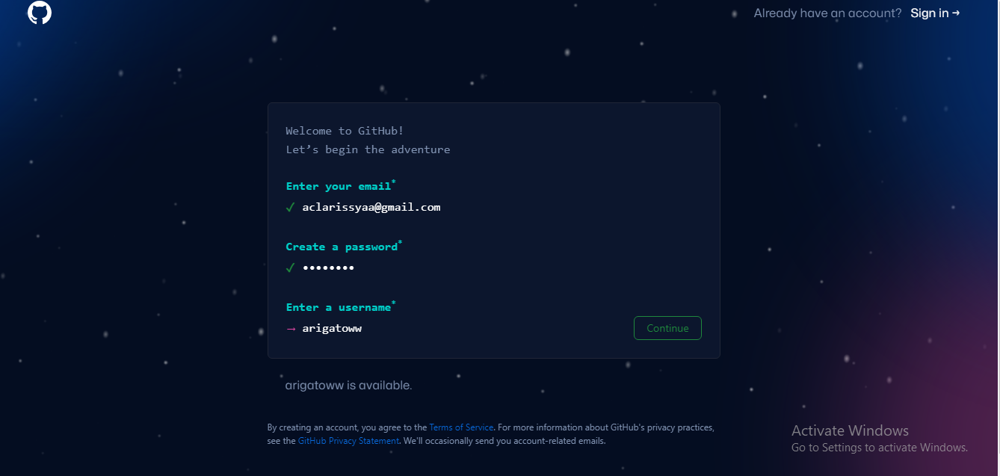 Already have an account? Sign in →
Welcome to GitHub!
Let’s begin the adventure
Enter your email*
✓ aclarissyaa@gmail.com
Create a password*
✓ ••••••••
Enter a username*
→ arigatoww
Continue
arigatoww is available.
By creating an account, you agree to the Terms of Service. For more information about GitHub's privacy practices,
see the GitHub Privacy Statement. We'll occasionally send you account-related emails.
Activate Windows
Go to Settings to activate Windows.